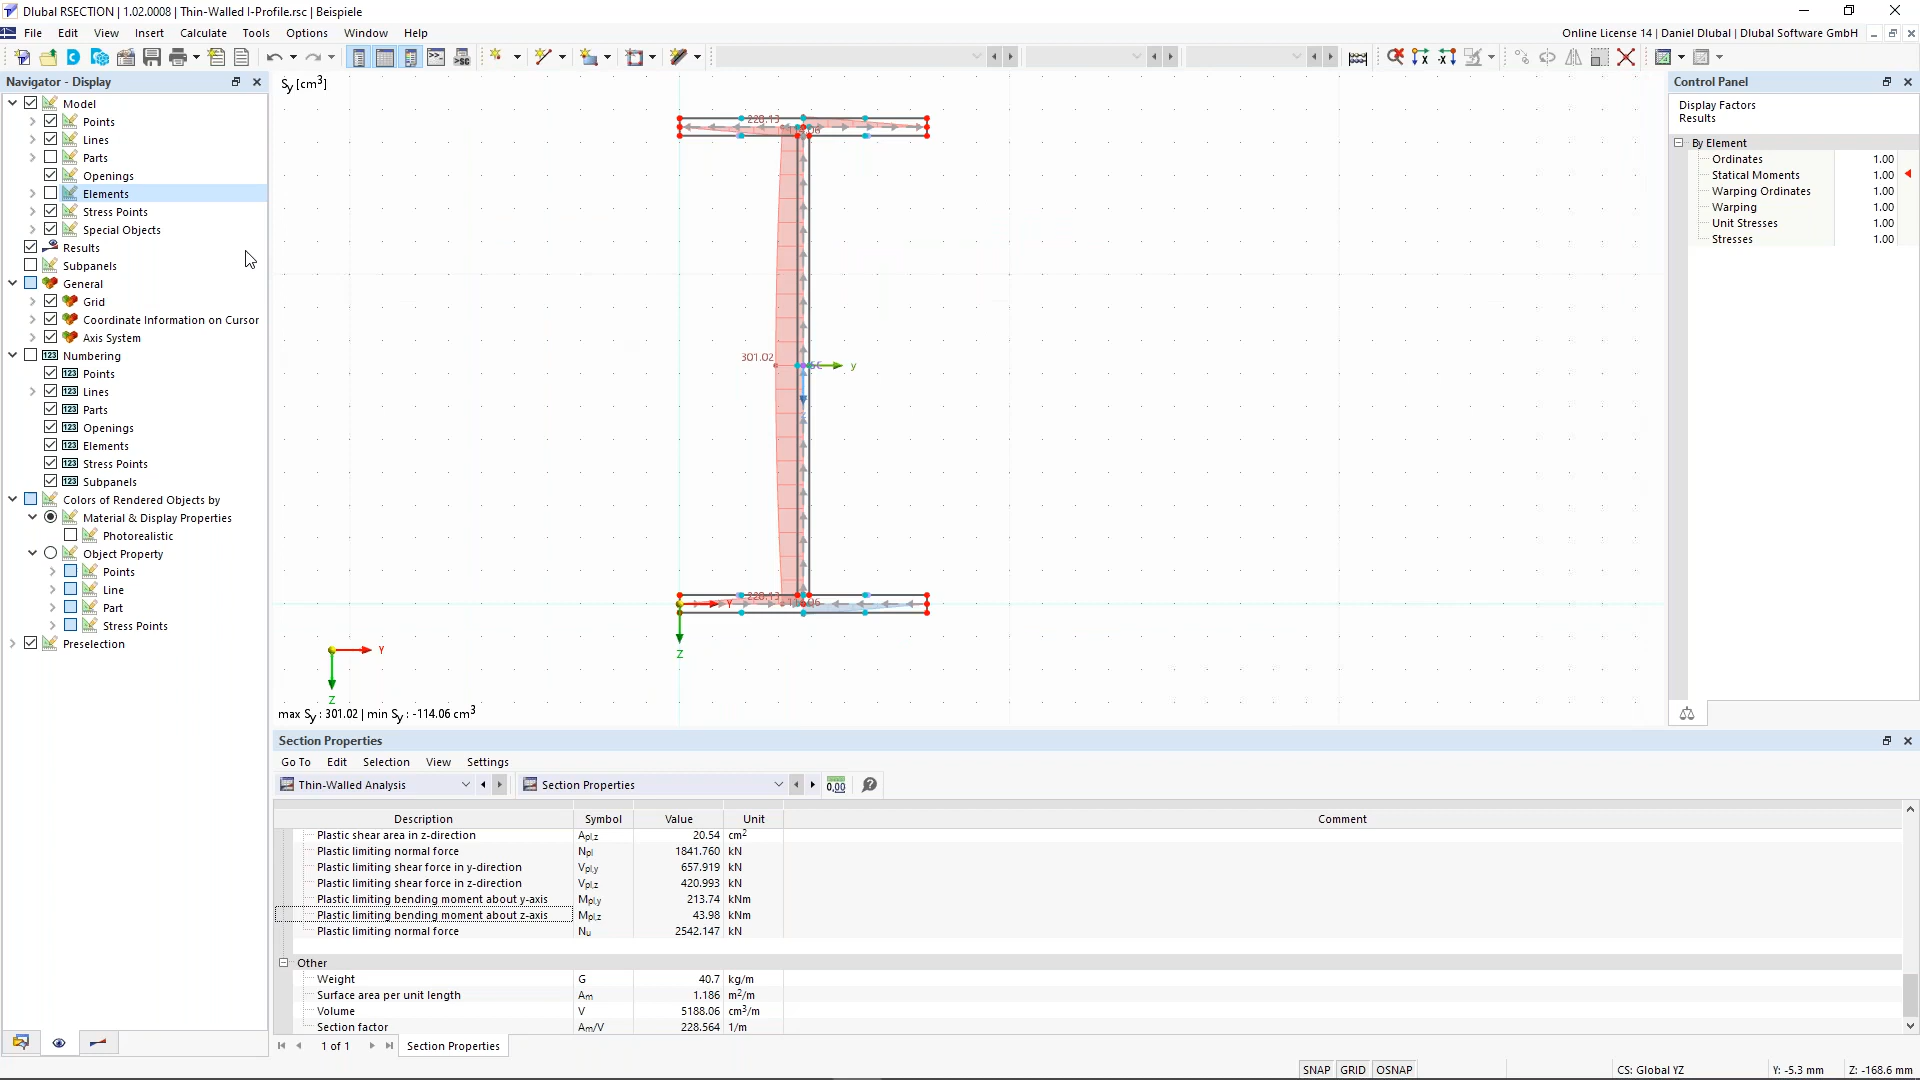 Dlubal RSECTION | 1.02.0008 | Thin-Walled I-Profile.rsc | Beispiele
File Edit View Insert Calculate Tools Options Window Help
Online License 14 | Daniel Dlubal | Dlubal Software GmbH
Navigator - Display
Model
Points
Lines
Parts
Openings
Elements
Stress Points
Special Objects
Results
Subpanels
General
Grid
Coordinate Information on Cursor
Axis System
Numbering
Points
Lines
Parts
Openings
Elements
Stress Points
Subpanels
Colors of Rendered Objects by
Material & Display Properties
Photorealistic
Object Property
Points
Line
Part
Stress Points
Preselection
Sy [cm3]
228.13
301.02
y
228.13
Y
Z
Y
Z
max Sy : 301.02 | min Sy : -114.06 cm3
Control Panel
Display Factors
Results
By Element
Ordinates 1.00
Statical Moments 1.00
Warping Ordinates 1.00
Warping 1.00
Unit Stresses 1.00
Stresses 1.00
Section Properties
Go To Edit Selection View Settings
Thin-Walled Analysis Section Properties 0,00
Description Symbol Value Unit Comment
Plastic shear area in z-direction Apl,z 20.54 cm2
Plastic limiting normal force Npl 1841.760 kN
Plastic limiting shear force in y-direction Vpl,y 657.919 kN
Plastic limiting shear force in z-direction Vpl,z 420.993 kN
Plastic limiting bending moment about y-axis Mpl,y 213.74 kNm
Plastic limiting bending moment about z-axis Mpl,z 43.98 kNm
Plastic limiting normal force Nu 2542.147 kN
Other
Weight G 40.7 kg/m
Surface area per unit length Am 1.186 m2/m
Volume V 5188.06 cm3/m
Section factor Am/V 228.564 1/m
1 of 1 Section Properties
SNAP GRID OSNAP CS: Global YZ Y: -5.3 mm Z: -168.6 mm